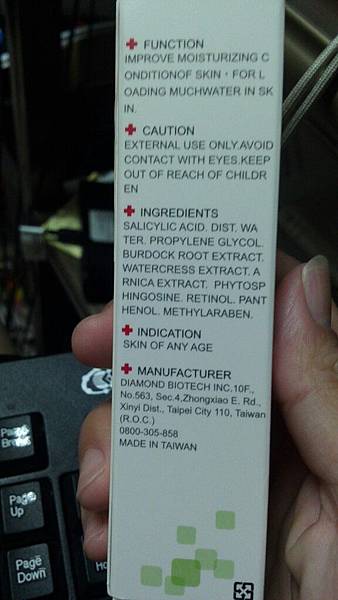 FUNCTION
IMPROVE MOISTURIZING C
ONDITIONOF SKIN，FOR L
OADING MUCHWATER IN SK
IN.
CAUTION
EXTERNAL USE ONLY.AVOID
CONTACT WITH EYES.KEEP
OUT OF REACH OF CHILDR
EN
INGREDIENTS
SALICYLIC ACID. DIST. WA
TER. PROPYLENE GLYCOL.
BURDOCK ROOT EXTRACT.
WATERCRESS EXTRACT. A
RNICA EXTRACT. PHYTOSP
HINGOSINE. RETINOL. PANT
HENOL. METHYLARABEN.
INDICATION
SKIN OF ANY AGE
MANUFACTURER
DIAMOND BIOTECH INC.10F.,
No.563, Sec.4,Zhongxiao E. Rd.,
Xinyi Dist., Taipei City 110, Taiwan
(R.O.C.)
0800-305-858
MADE IN TAIWAN
Page
Up
Page
Down